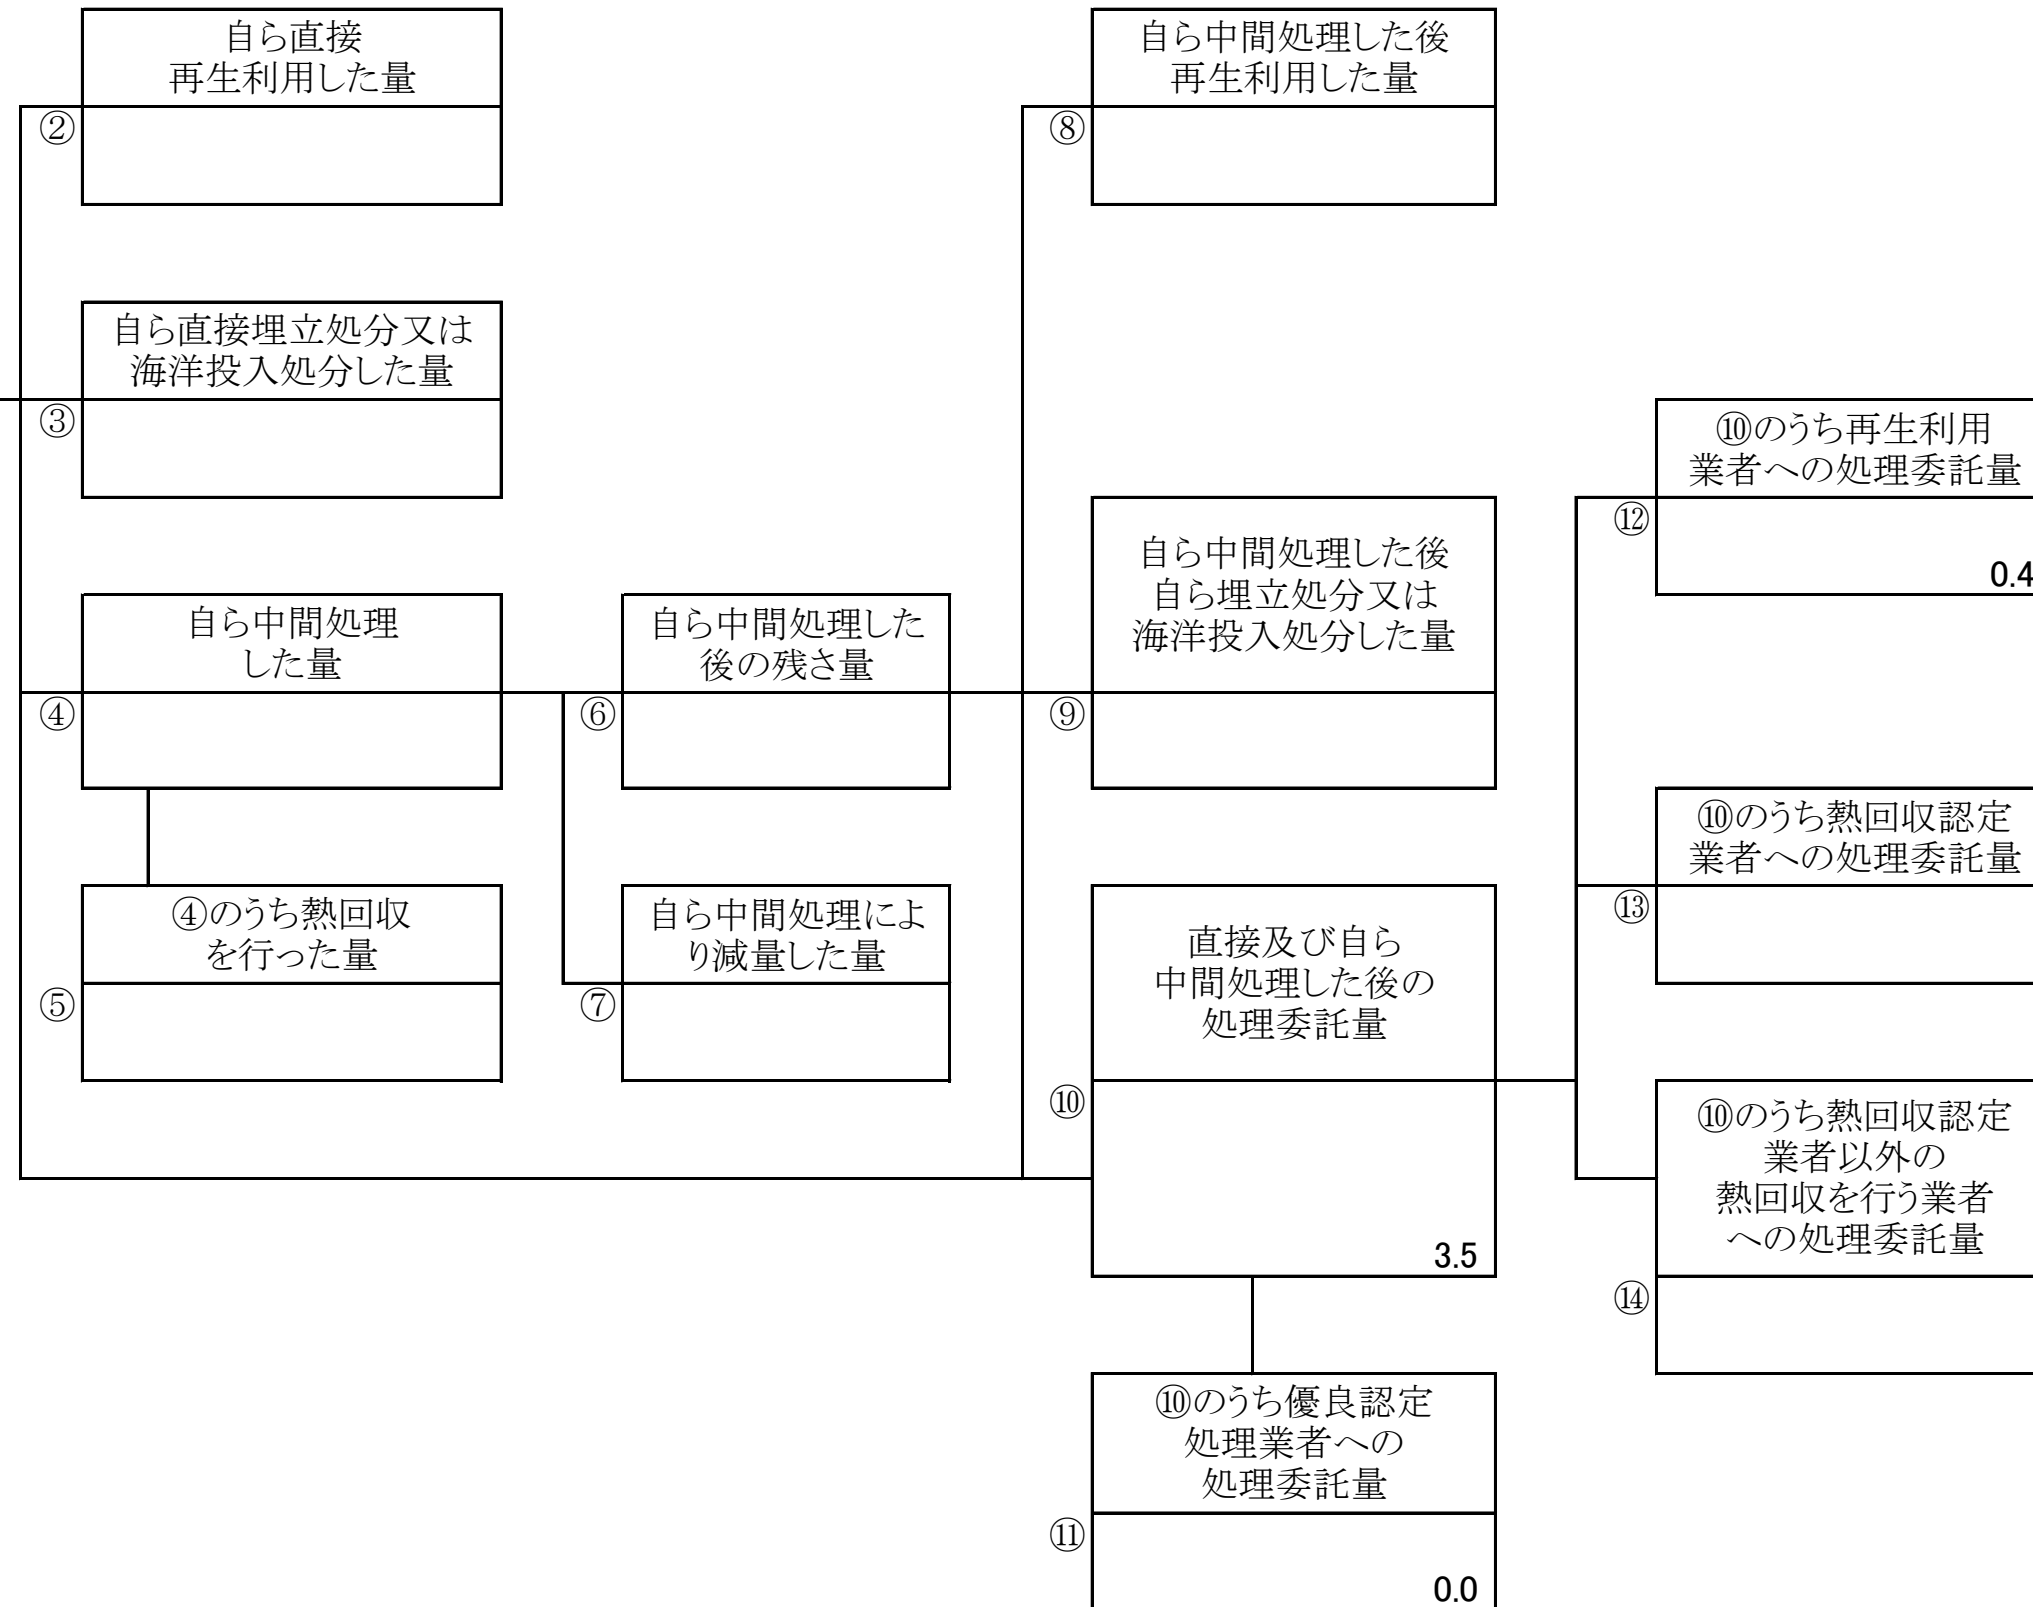 自ら直接
再生利用した量
②
自ら中間処理した後
再生利用した量
⑧
自ら直接埋立処分又は
海洋投入処分した量
③
⑩のうち再生利用
業者への処理委託量
⑫
0.4
自ら中間処理した後
自ら埋立処分又は
海洋投入処分した量
⑨
自ら中間処理
した量
④
自ら中間処理した
後の残さ量
⑥
⑩のうち熱回収認定
業者への処理委託量
⑬
④のうち熱回収
を行った量
⑤
自ら中間処理によ
り減量した量
⑦
直接及び自ら
中間処理した後の
処理委託量
⑩
3.5
⑩のうち熱回収認定
業者以外の
熱回収を行う業者
への処理委託量
⑭
⑩のうち優良認定
処理業者への
処理委託量
⑪
0.0